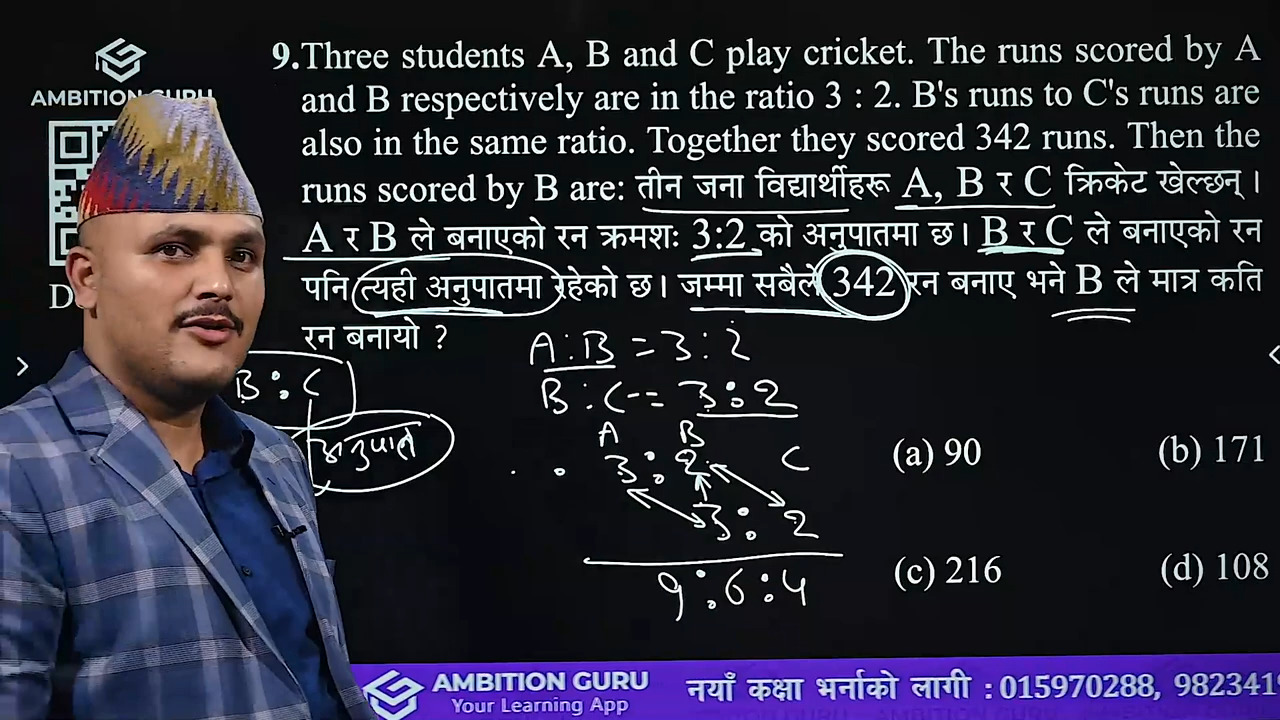 AMBITION GURU
9.Three students A, B and C play cricket. The runs scored by A
and B respectively are in the ratio 3 : 2. B's runs to C's runs are
also in the same ratio. Together they scored 342 runs. Then the
runs scored by B are: तीन जना विद्यार्थीहरू A, B र C क्रिकेट खेल्छन् ।
A र B ले बनाएको रन क्रमशः 3:2 को अनुपातमा छ। B र C ले बनाएको रन
पनि त्यही अनुपातमा रहेको छ। जम्मा सबैले 342 रन बनाए भने B ले मात्र कति
रन बनायो ?
D
A : B = 3 : 2
B : C
B : C = 3 : 2
A B
अनुपात
3 : 2 C
(a) 90 (b) 171
3 : 2
9 : 6 : 4
(c) 216 (d) 108
AMBITION GURU
Your Learning App
नयाँ कक्षा भर्नाको लागी : 015970288, 982341